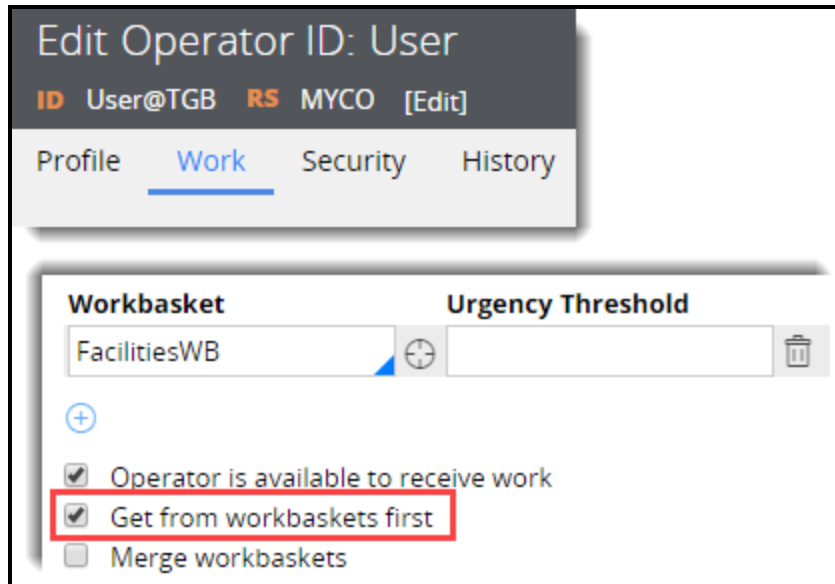 Edit Operator ID: User
ID User@TGB RS MYCO [Edit]
Profile Work Security History
Workbasket Urgency Threshold
FacilitiesWB
Operator is available to receive work
Get from workbaskets first
Merge workbaskets